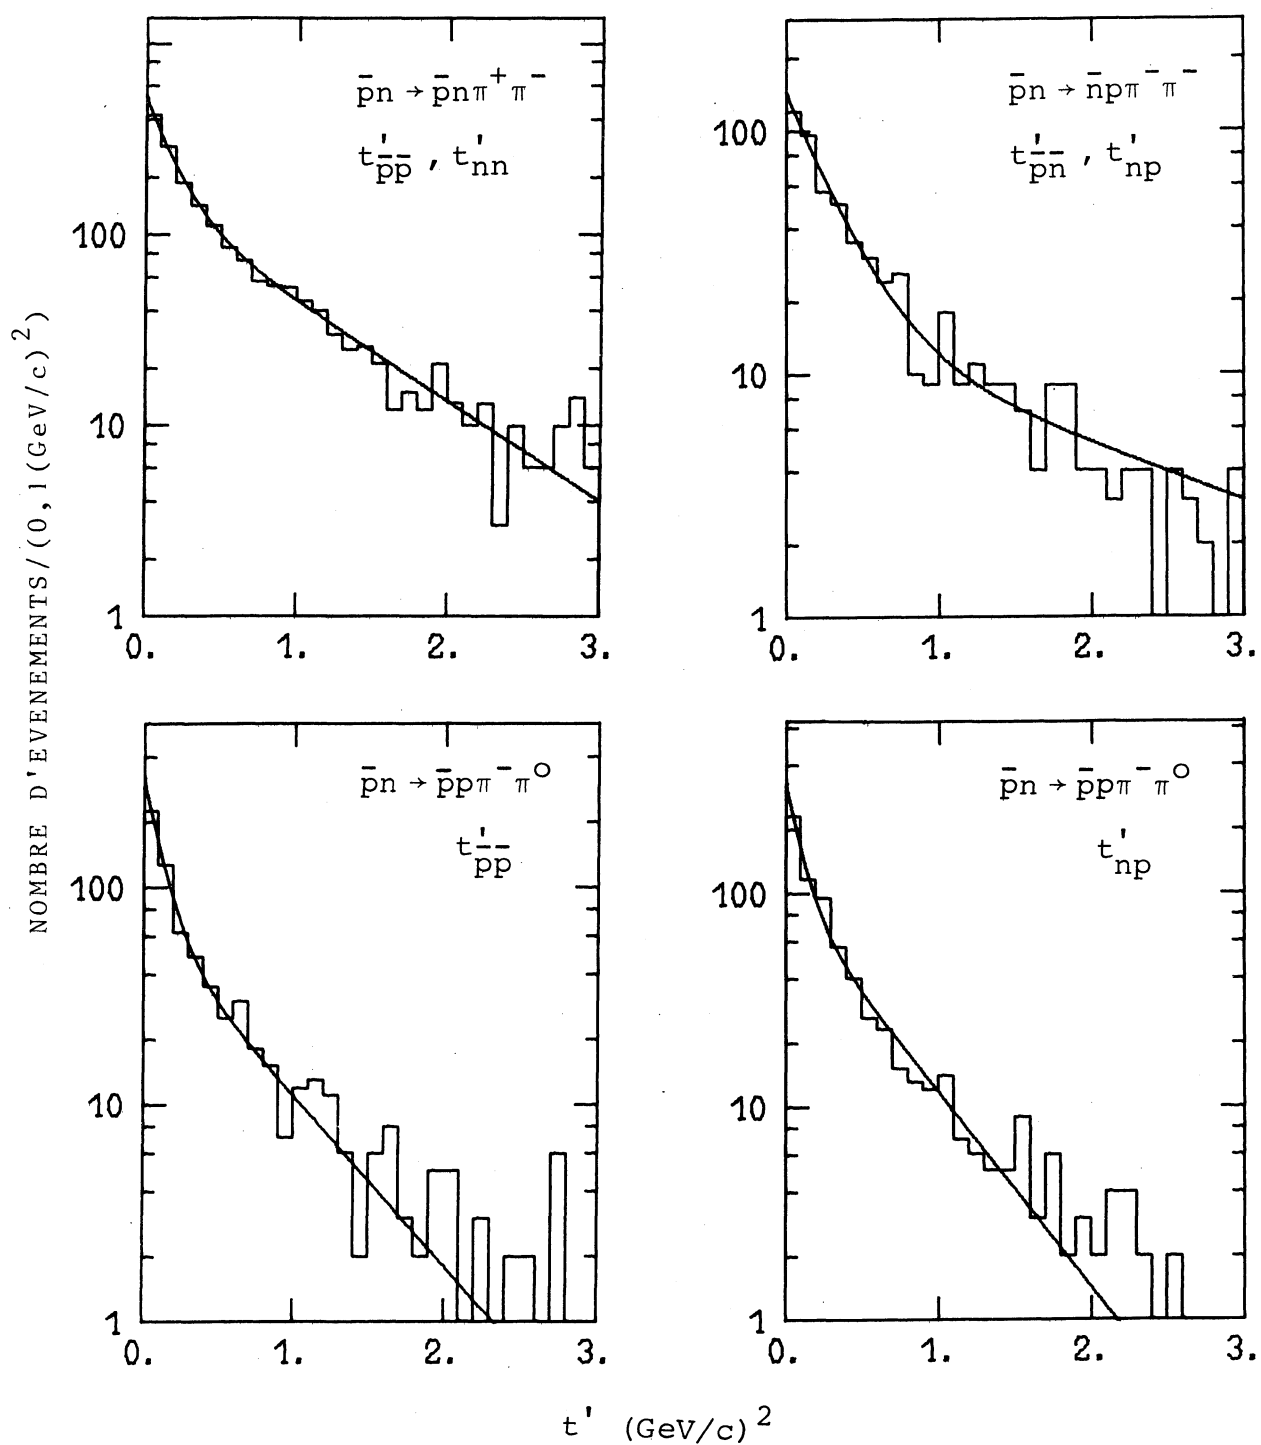 NOMBRE D'EVENEMENTS/(0,1(GeV/c)²)
p̄n → p̄nπ⁺π⁻
t'p̄p̄ , t'nn
100
10
1
0. 1. 2. 3.
p̄n → n̄pπ⁻π⁻
t'p̄n̄ , t'np
100
10
1
0. 1. 2. 3.
p̄n → p̄pπ⁻π⁰
t'p̄p̄
100
10
1
0. 1. 2. 3.
p̄n → p̄pπ⁻π⁰
t'np
100
10
1
0. 1. 2. 3.
t' (GeV/c)²